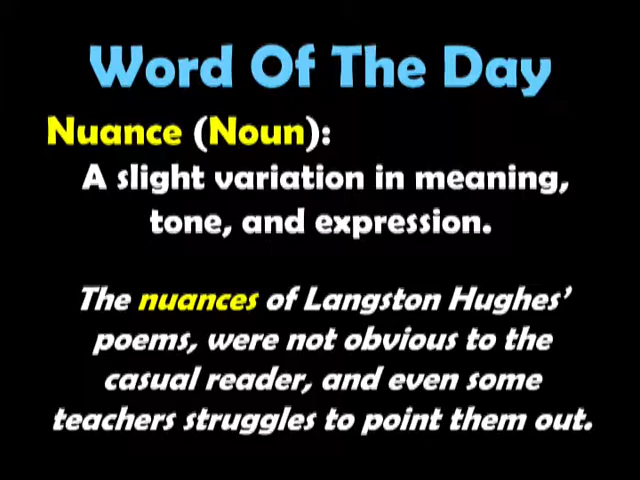 Word Of The Day
Nuance (Noun):
A slight variation in meaning,
tone, and expression.
The nuances of Langston Hughes'
poems, were not obvious to the
casual reader, and even some
teachers struggles to point them out.